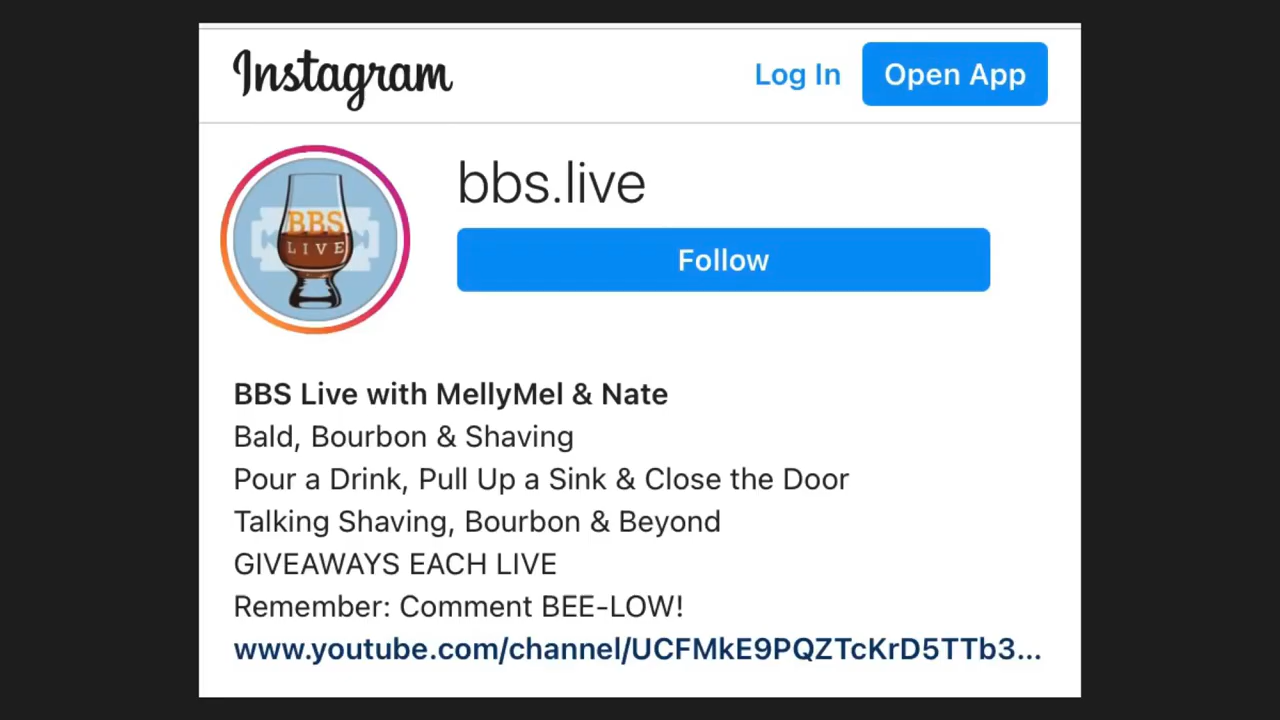 Instagram
Log In
Open App
BBS
LIVE
bbs.live
Follow
BBS Live with MellyMel & Nate
Bald, Bourbon & Shaving
Pour a Drink, Pull Up a Sink & Close the Door
Talking Shaving, Bourbon & Beyond
GIVEAWAYS EACH LIVE
Remember: Comment BEE-LOW!
www.youtube.com/channel/UCFMkE9PQZTcKrD5TTb3...